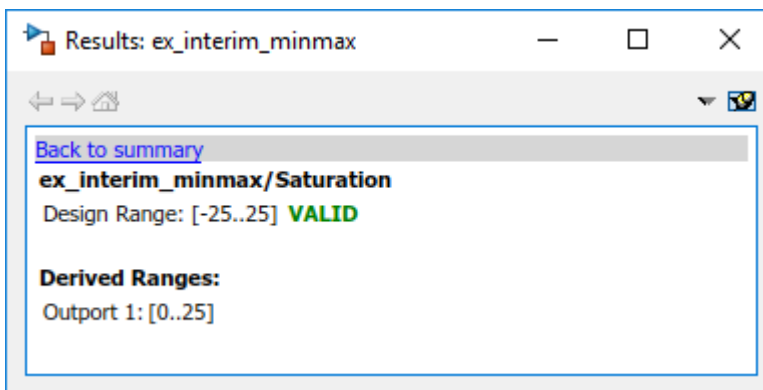 Results: ex_interim_minmax
Back to summary
ex_interim_minmax/Saturation
Design Range: [-25..25] VALID
Derived Ranges:
Outport 1: [0..25]